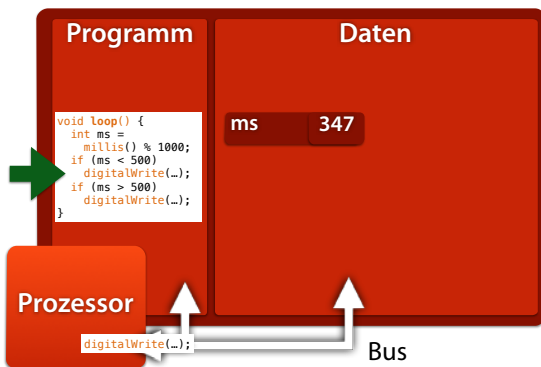 Programm
Daten
void loop() {
int ms =
millis() % 1000;
if (ms < 500)
digitalWrite(…);
if (ms > 500)
digitalWrite(…);
}
ms 347
Prozessor
digitalWrite(…);
Bus